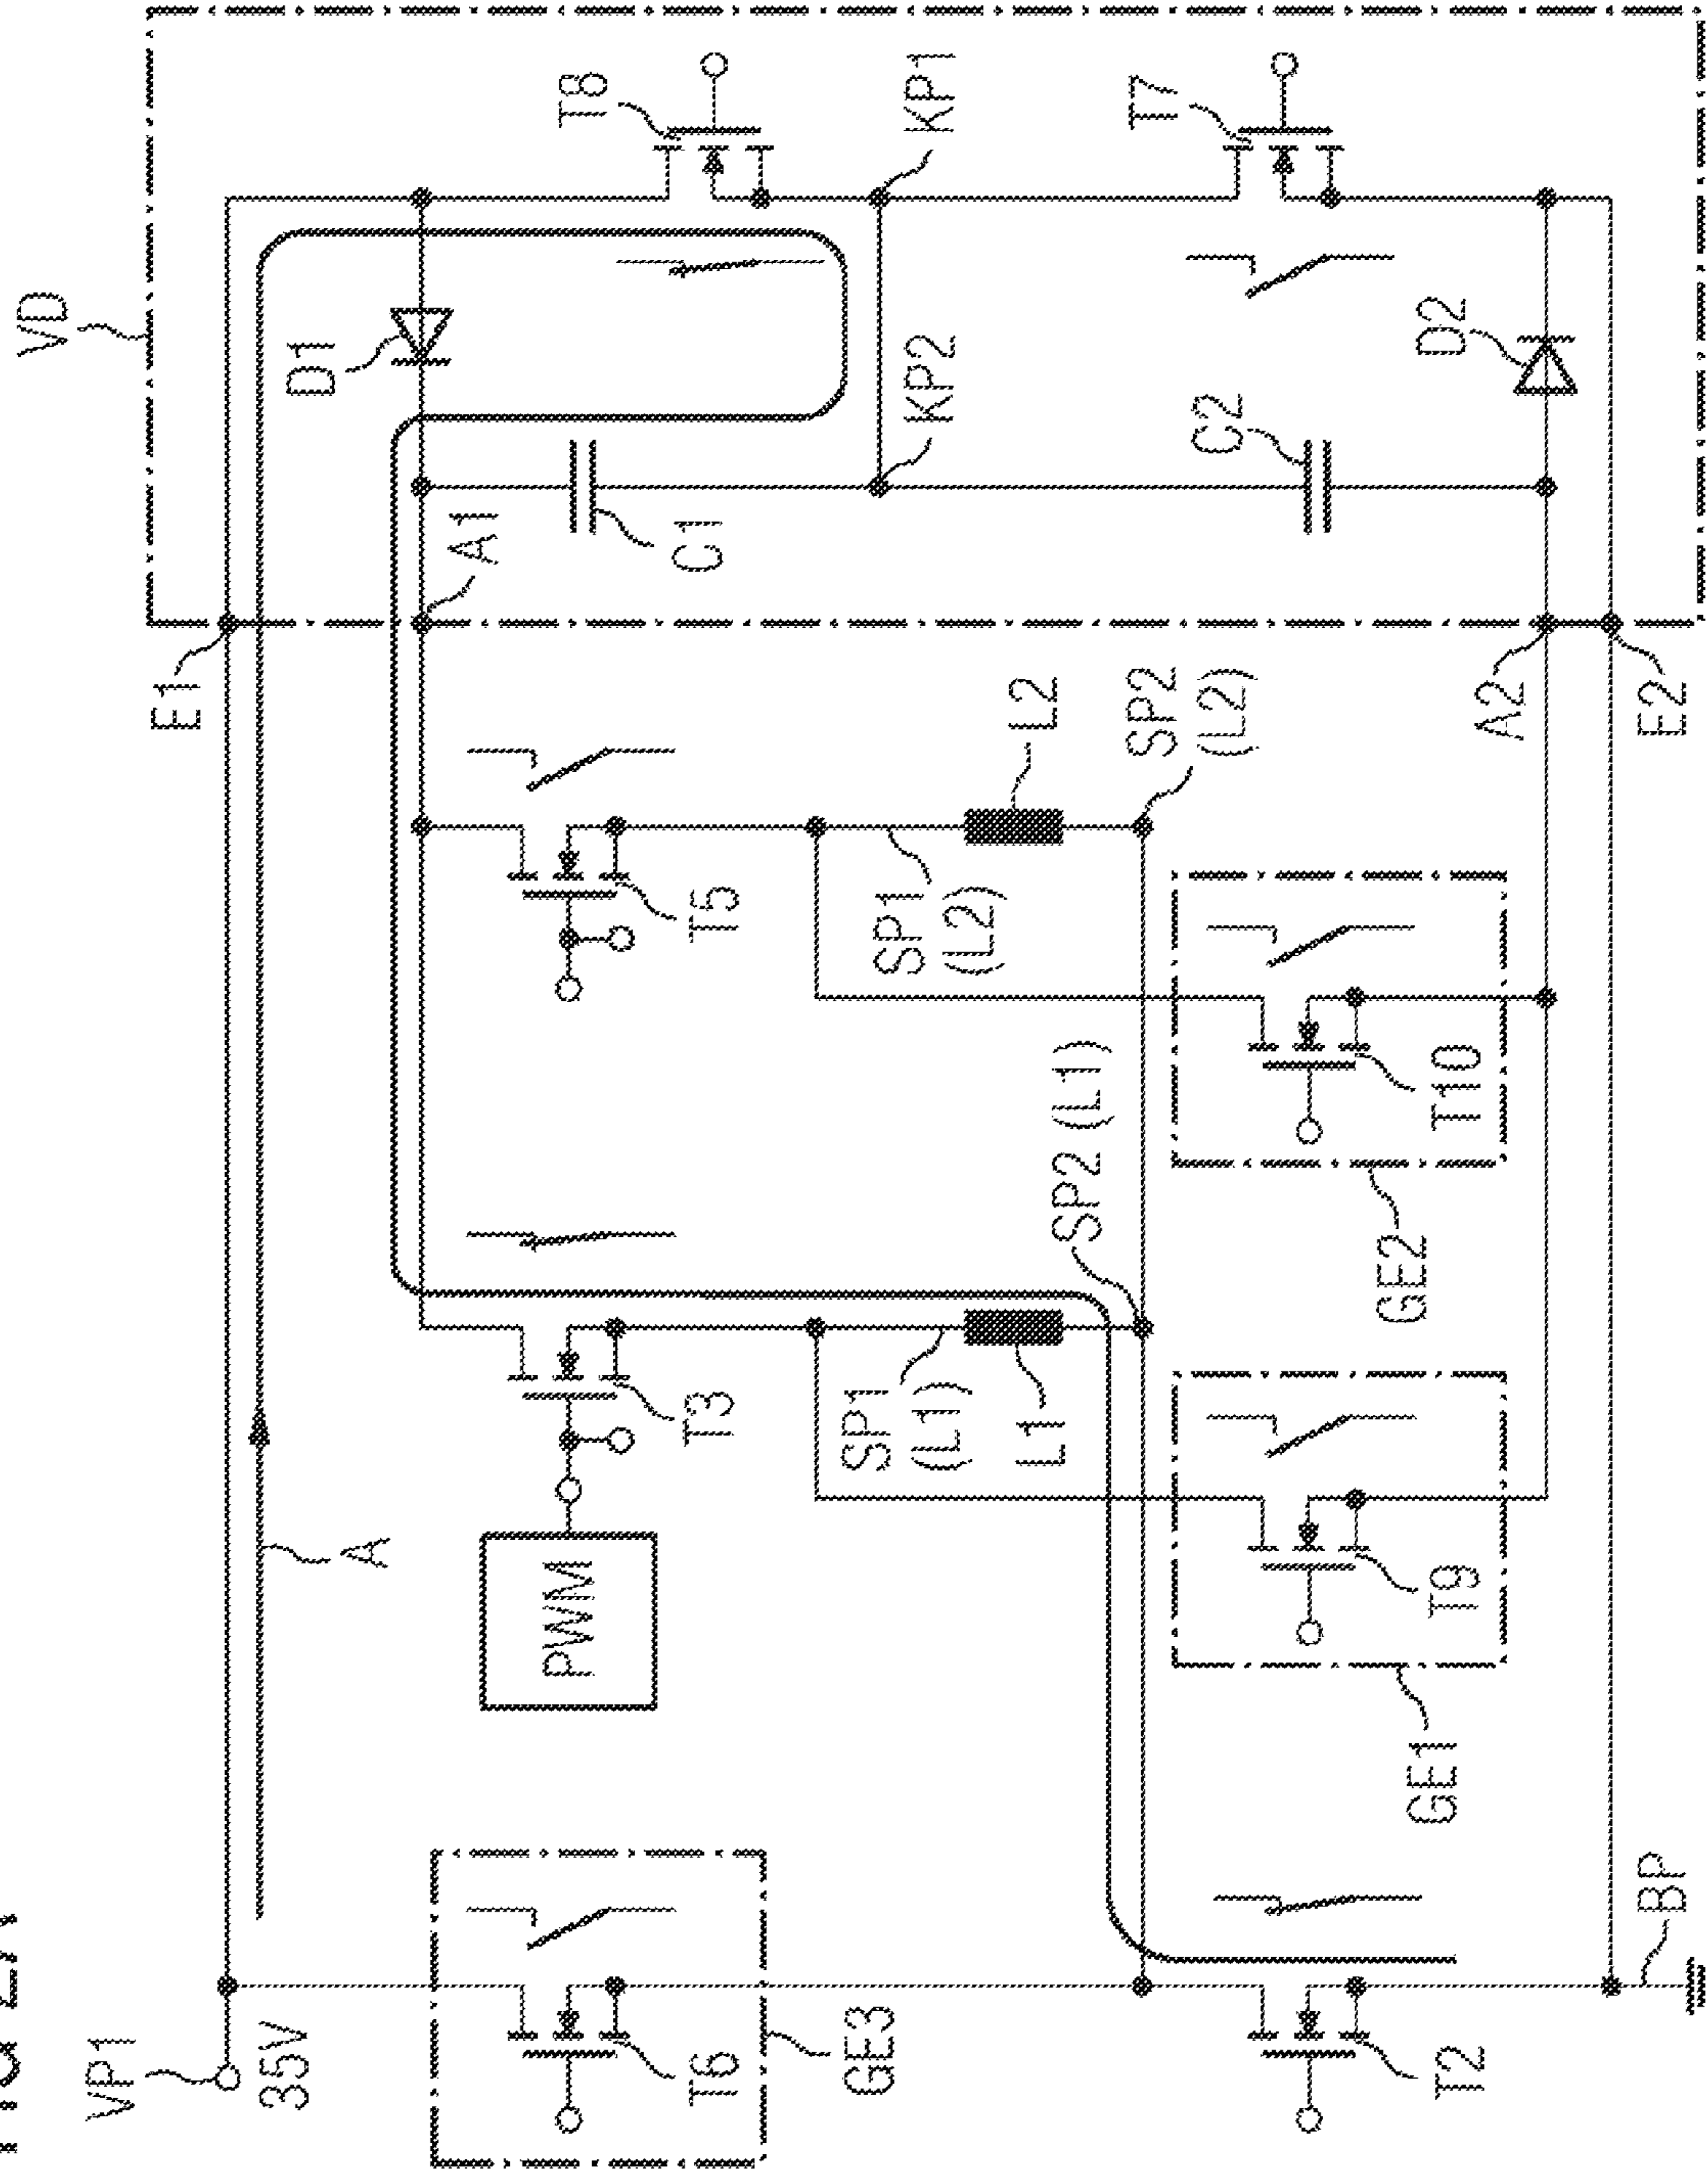 VP1
35V
E1
VD
A
D1
T8
KP1
KP2
A1
C1
T7
C2
D2
A2
E2
T6
GE3
PWM
T3
T5
SP1
(L1)
L1
SP2 (L1)
SP1
(L2)
L2
SP2
(L2)
T9
GE1
T10
GE2
T2
BP